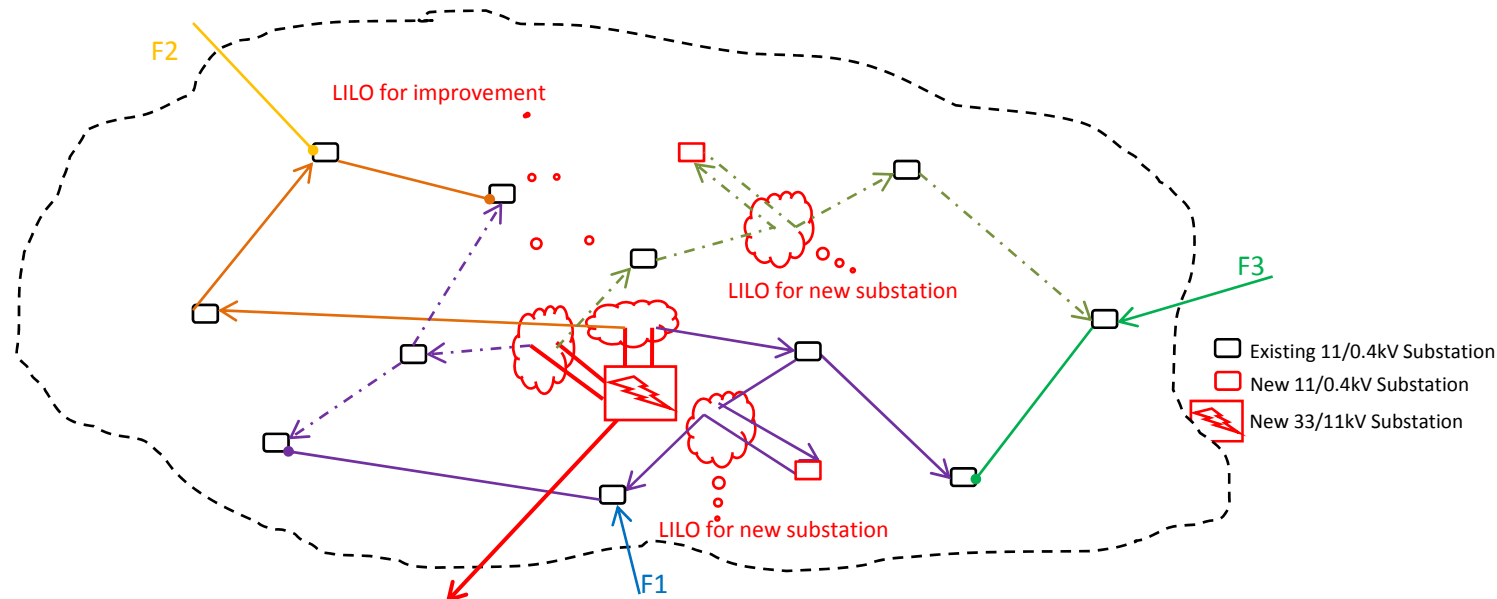 F2
LILO for improvement
LILO for new substation
F3
Existing 11/0.4kV Substation
New 11/0.4kV Substation
New 33/11kV Substation
LILO for new substation
F1